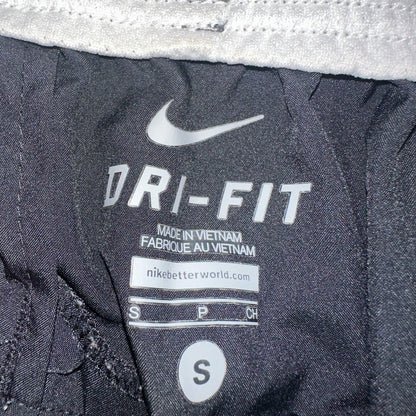 DRI-FIT
MADE IN VIETNAM
FABRIQUE AU VIETNAM
nikebetterworld.com
S P CH
S